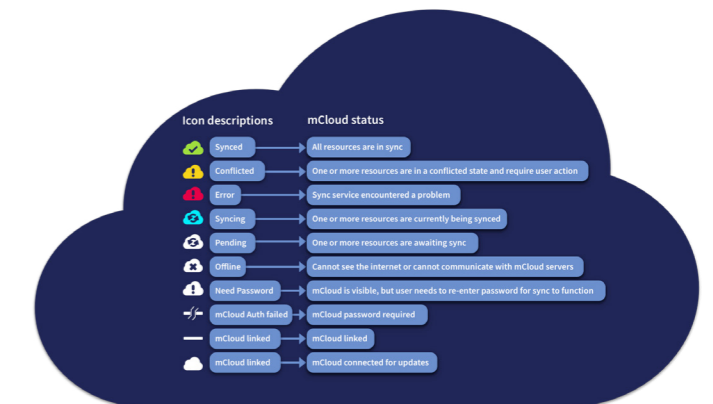 Icon descriptions mCloud status
Synced All resources are in sync
Conflicted One or more resources are in a conflicted state and require user action
Error Sync service encountered a problem
Syncing One or more resources are currently being synced
Pending One or more resources are awaiting sync
Offline Cannot see the internet or cannot communicate with mCloud servers
Need Password mCloud is visible, but user needs to re-enter password for sync to function
mCloud Auth failed mCloud password required
mCloud linked mCloud linked
mCloud linked mCloud connected for updates